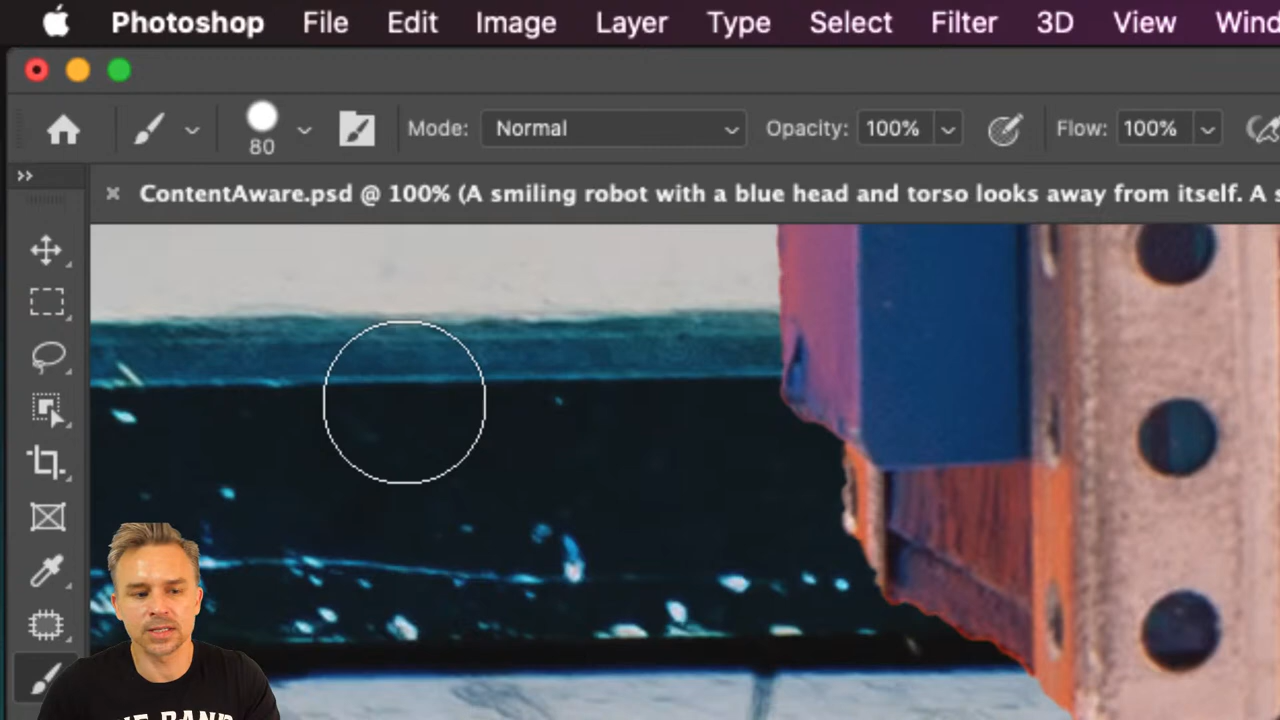 Photoshop File Edit Image Layer Type Select Filter 3D View Wind
80 Mode: Normal Opacity: 100% Flow: 100%
ContentAware.psd @ 100% (A smiling robot with a blue head and torso looks away from itself. A s